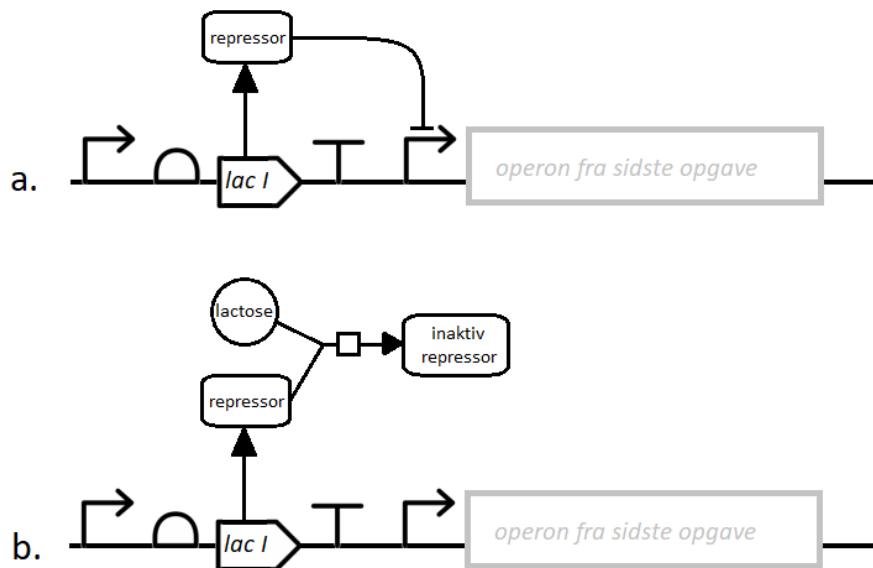 repressor
a.
lac I
operon fra sidste opgave
lactose
inaktiv
repressor
repressor
b.
lac I
operon fra sidste opgave